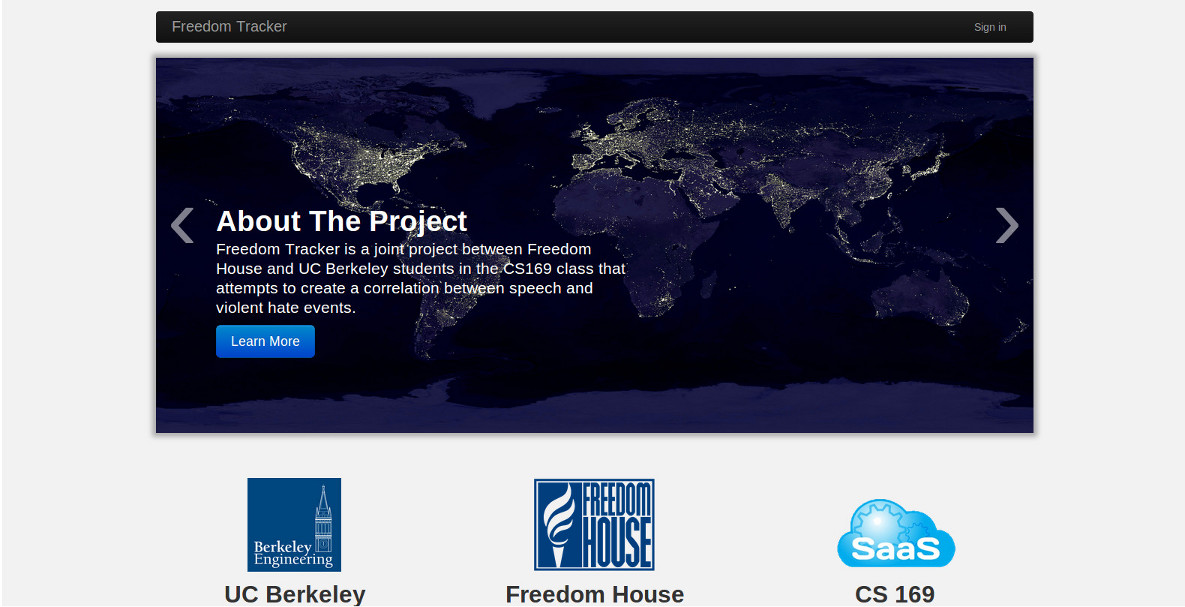 Freedom Tracker
Sign in
About The Project
Freedom Tracker is a joint project between Freedom
House and UC Berkeley students in the CS169 class that
attempts to create a correlation between speech and
violent hate events.
Learn More
Berkeley
Engineering
FREEDOM
HOUSE
SaaS
UC Berkeley
Freedom House
CS 169